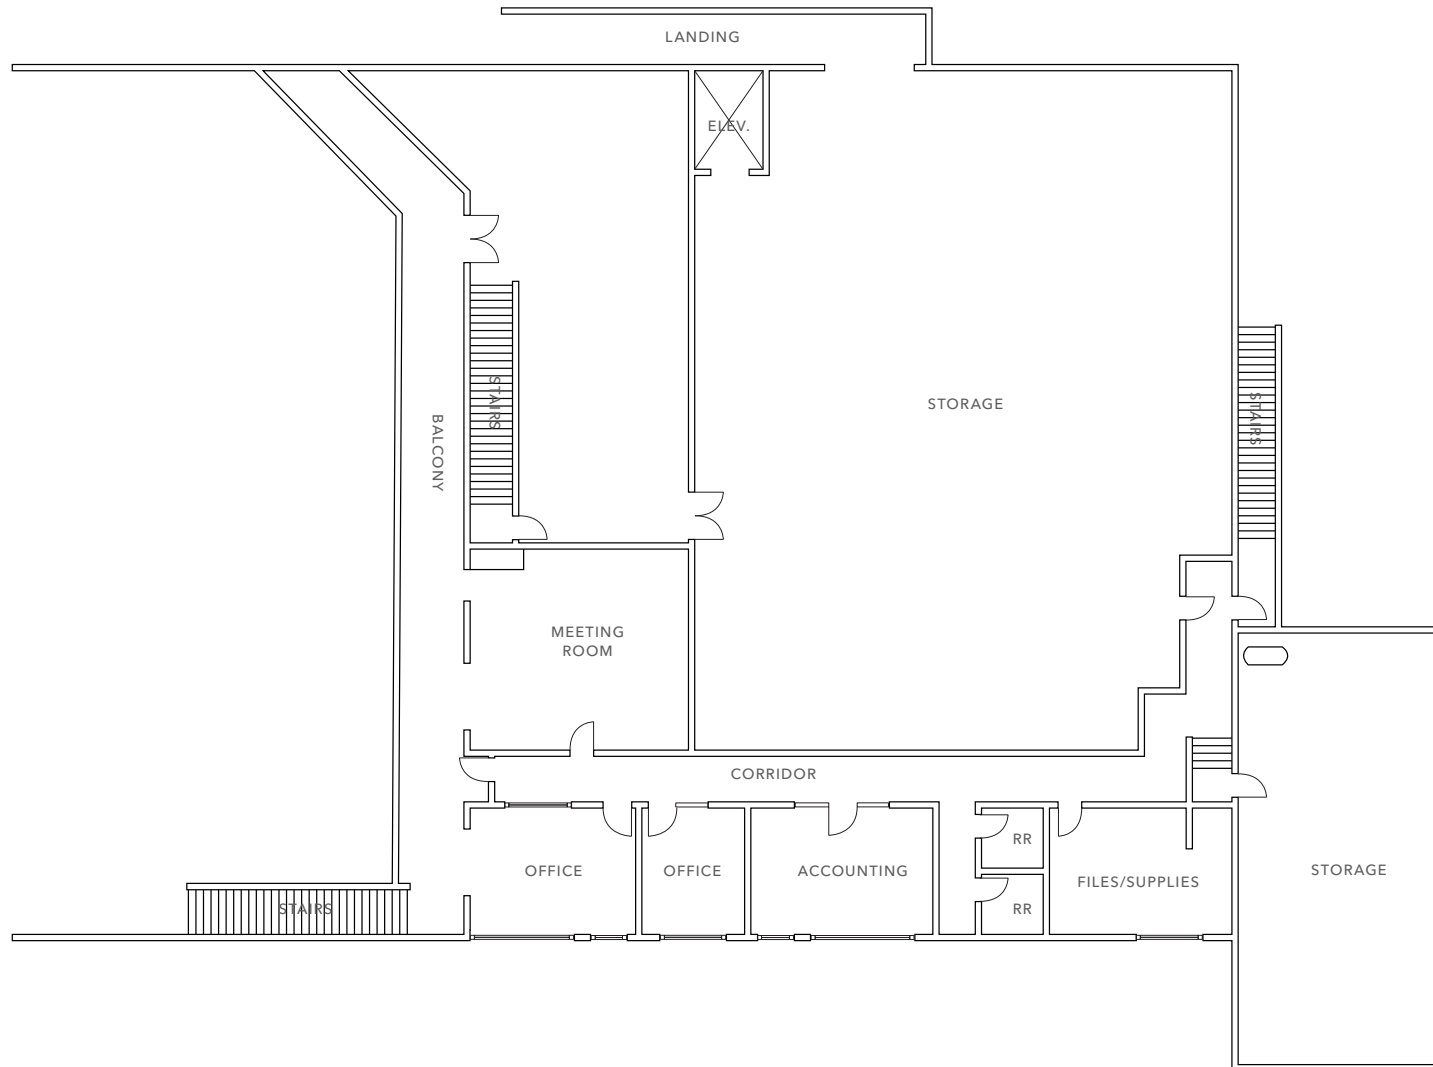 LANDING
ELEV.
STAIRS
BALCONY
STORAGE
STAIRS
MEETING
ROOM
CORRIDOR
OFFICE
OFFICE
ACCOUNTING
RR
RR
FILES/SUPPLIES
STORAGE
STAIRS